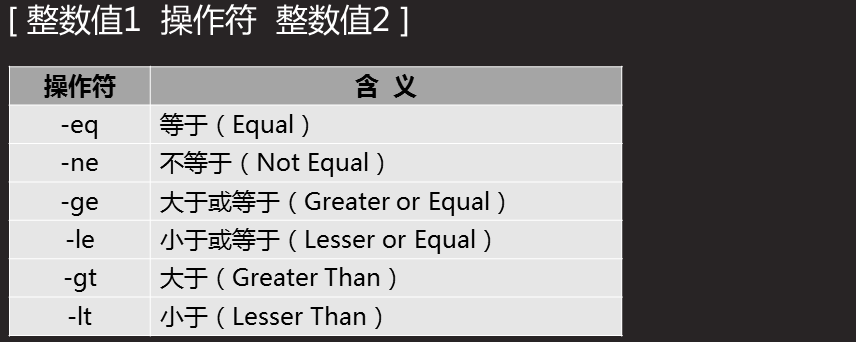 [ 整数值1 操作符 整数值2 ]
操作符 含 义
-eq 等于 ( Equal )
-ne 不等于 ( Not Equal )
-ge 大于或等于 ( Greater or Equal )
-le 小于或等于 ( Lesser or Equal )
-gt 大于 ( Greater Than )
-lt 小于 ( Lesser Than )